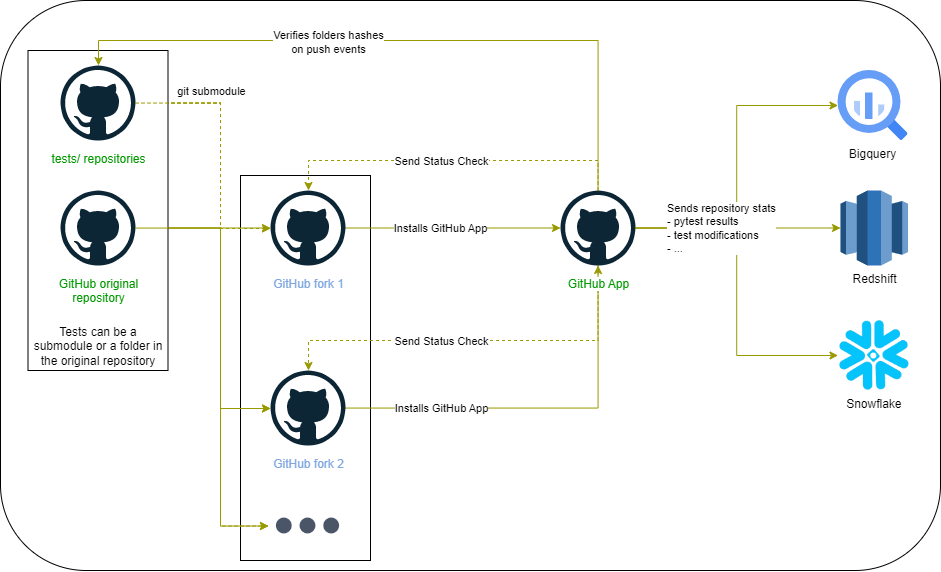 Verifies folders hashes
on push events
git submodule
tests/ repositories
GitHub original
repository
Tests can be a
submodule or a folder in
the original repository
Send Status Check
Installs GitHub App
GitHub fork 1
Send Status Check
Installs GitHub App
GitHub fork 2
GitHub App
Sends repository stats
- pytest results
- test modifications
- ...
Bigquery
Redshift
Snowflake